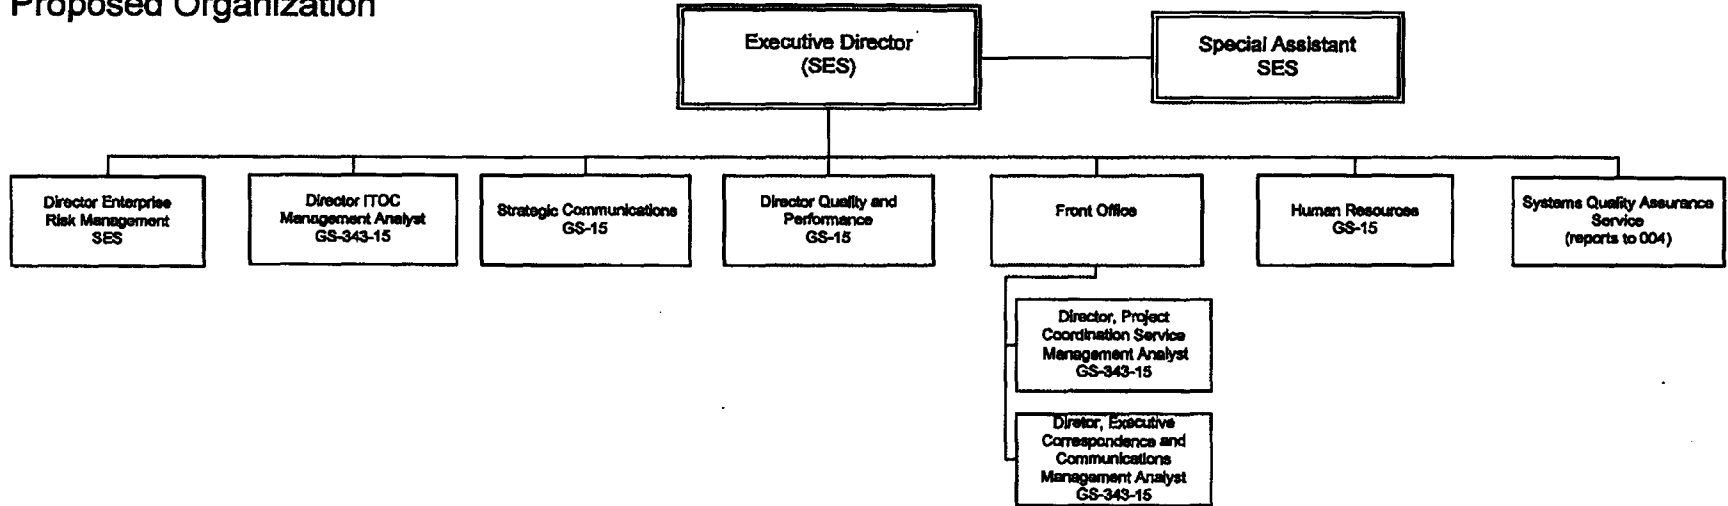 Proposed Organization
Executive Director
(SES)
Special Assistant
SES
Director Enterprise
Risk Management
SES
Director ITOC
Management Analyst
GS-343-15
Strategic Communications
GS-15
Director Quality and
Performance
GS-15
Front Office
Human Resources
GS-15
Systems Quality Assurance
Service
(reports to 004)
Director, Project
Coordination Service
Management Analyst
GS-343-15
Diretor, Executive
Correspondence and
Communications
Management Analyst
GS-343-15